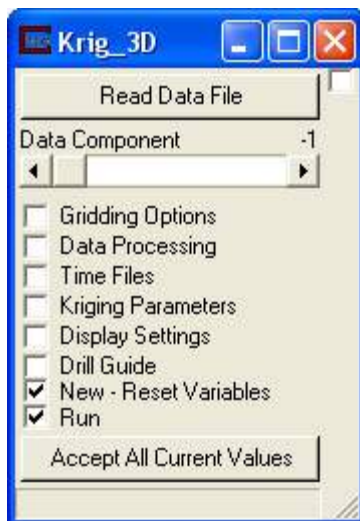 Krig_3D
Read Data File
Data Component -1
Gridding Options
Data Processing
Time Files
Kriging Parameters
Display Settings
Drill Guide
New - Reset Variables
Run
Accept All Current Values